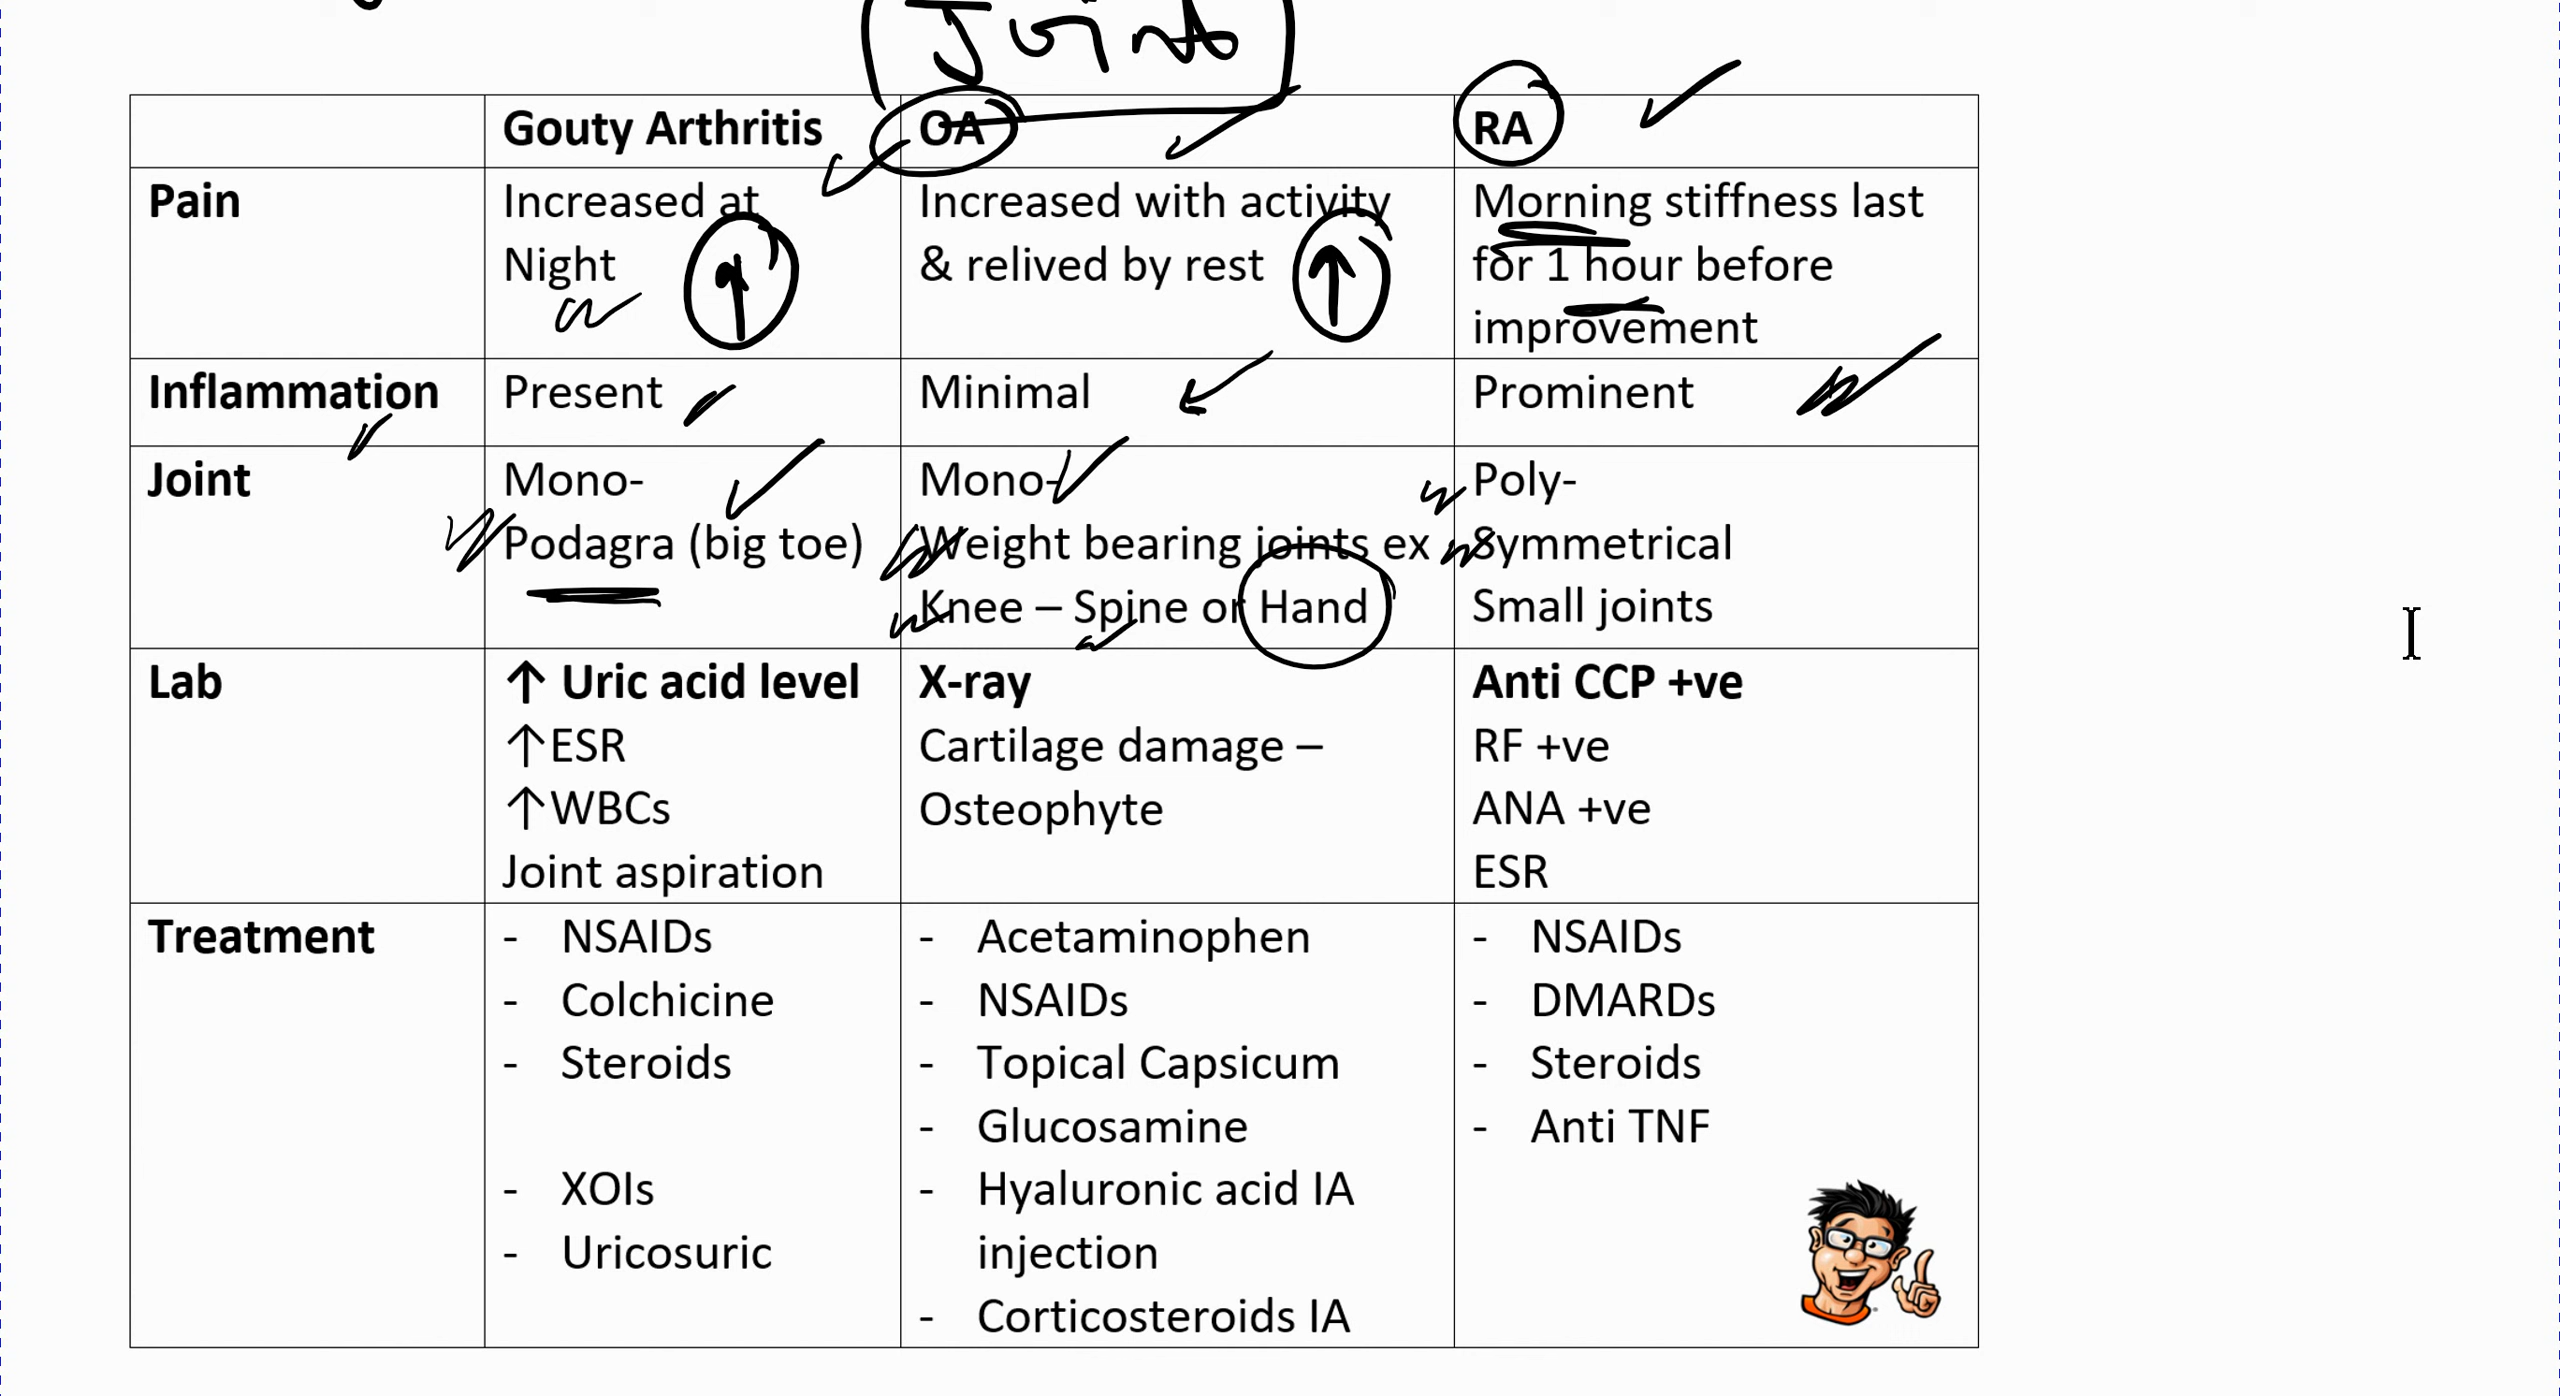 Joints
Gouty Arthritis
OA
RA
Pain
Increased at
Night
Increased with activity
& relived by rest
Morning stiffness last
for 1 hour before
improvement
Inflammation
Present
Minimal
Prominent
Joint
Mono-
Podagra (big toe)
Mono-
Weight bearing joints ex
Knee – Spine or Hand
Poly-
Symmetrical
Small joints
Lab
↑ Uric acid level
↑ESR
↑WBCs
Joint aspiration
X-ray
Cartilage damage –
Osteophyte
Anti CCP +ve
RF +ve
ANA +ve
ESR
Treatment
- NSAIDs
- Colchicine
- Steroids
- XOIs
- Uricosuric
- Acetaminophen
- NSAIDs
- Topical Capsicum
- Glucosamine
- Hyaluronic acid IA
injection
- Corticosteroids IA
- NSAIDs
- DMARDs
- Steroids
- Anti TNF